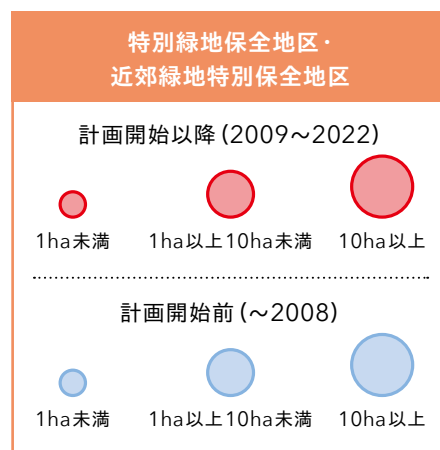 特別緑地保全地区・
近郊緑地特別保全地区
計画開始以降(2009〜2022)
1ha未満 1ha以上10ha未満 10ha以上
計画開始前(〜2008)
1ha未満 1ha以上10ha未満 10ha以上